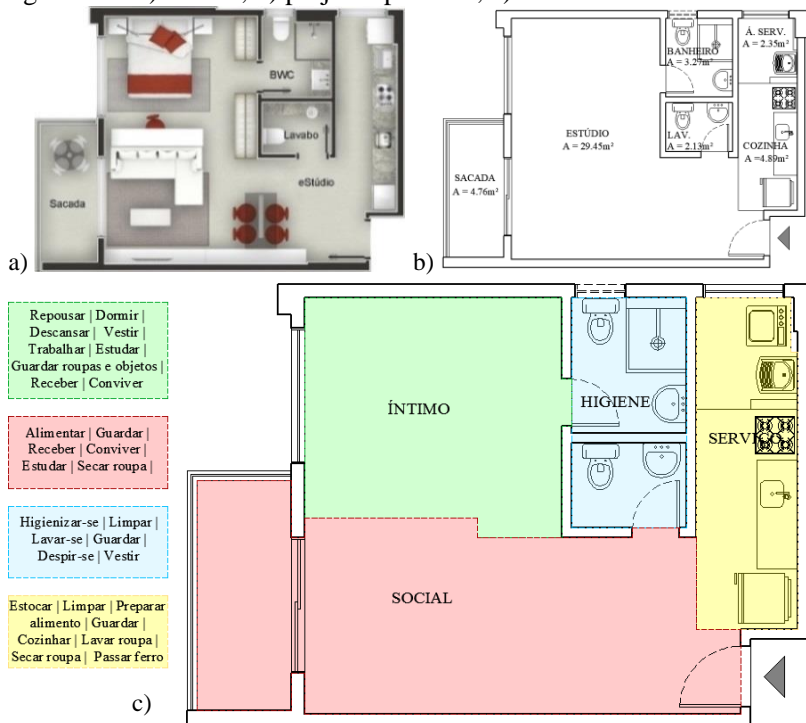 BWC
Lavabo
eStúdio
Sacada
a)
BANHEIRO
A = 3.27m²
Á. SERV.
A = 2.35m²
ESTÚDIO
A = 29.45m²
LAV.
A = 2.13m²
COZINHA
A =4.89m²
SACADA
A = 4.76m²
b)
Repousar | Dormir |
Descansar | Vestir |
Trabalhar | Estudar |
Guardar roupas e objetos |
Receber | Conviver
Alimentar | Guardar |
Receber | Conviver |
Estudar | Secar roupa |
Higienizar-se | Limpar |
Lavar-se | Guardar |
Despir-se | Vestir
Estocar | Limpar | Preparar
alimento | Guardar |
Cozinhar | Lavar roupa |
Secar roupa | Passar ferro
ÍNTIMO
HIGIENE
SERVIÇO
SOCIAL
c)